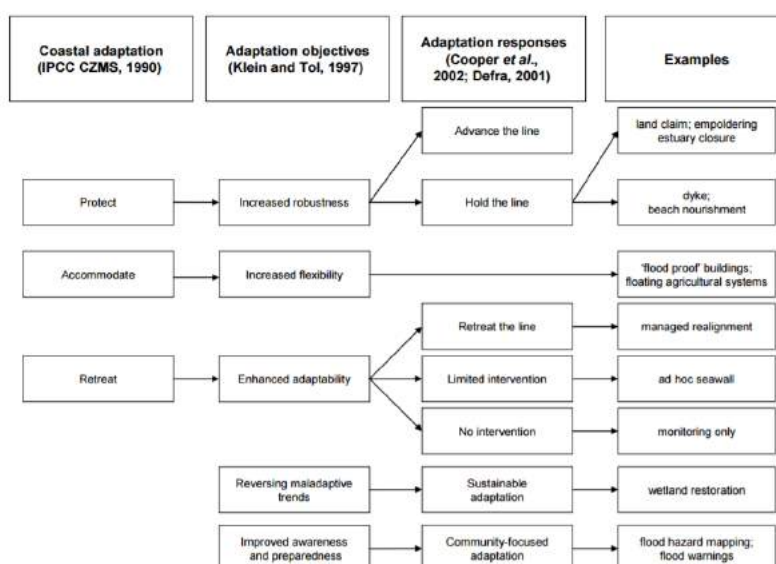 Coastal adaptation
(IPCC CZMS, 1990)
Adaptation objectives
(Klein and Tol, 1997)
Adaptation responses
(Cooper et al.,
2002; Defra, 2001)
Examples
Advance the line
land claim; empoldering
estuary closure
Protect
Increased robustness
Hold the line
dyke;
beach nourishment
Accommodate
Increased flexibility
'flood proof' buildings;
floating agricultural systems
Retreat the line
managed realignment
Retreat
Enhanced adaptability
Limited intervention
ad hoc seawall
No intervention
monitoring only
Reversing maladaptive
trends
Sustainable
adaptation
wetland restoration
Improved awareness
and preparedness
Community-focused
adaptation
flood hazard mapping;
flood warnings